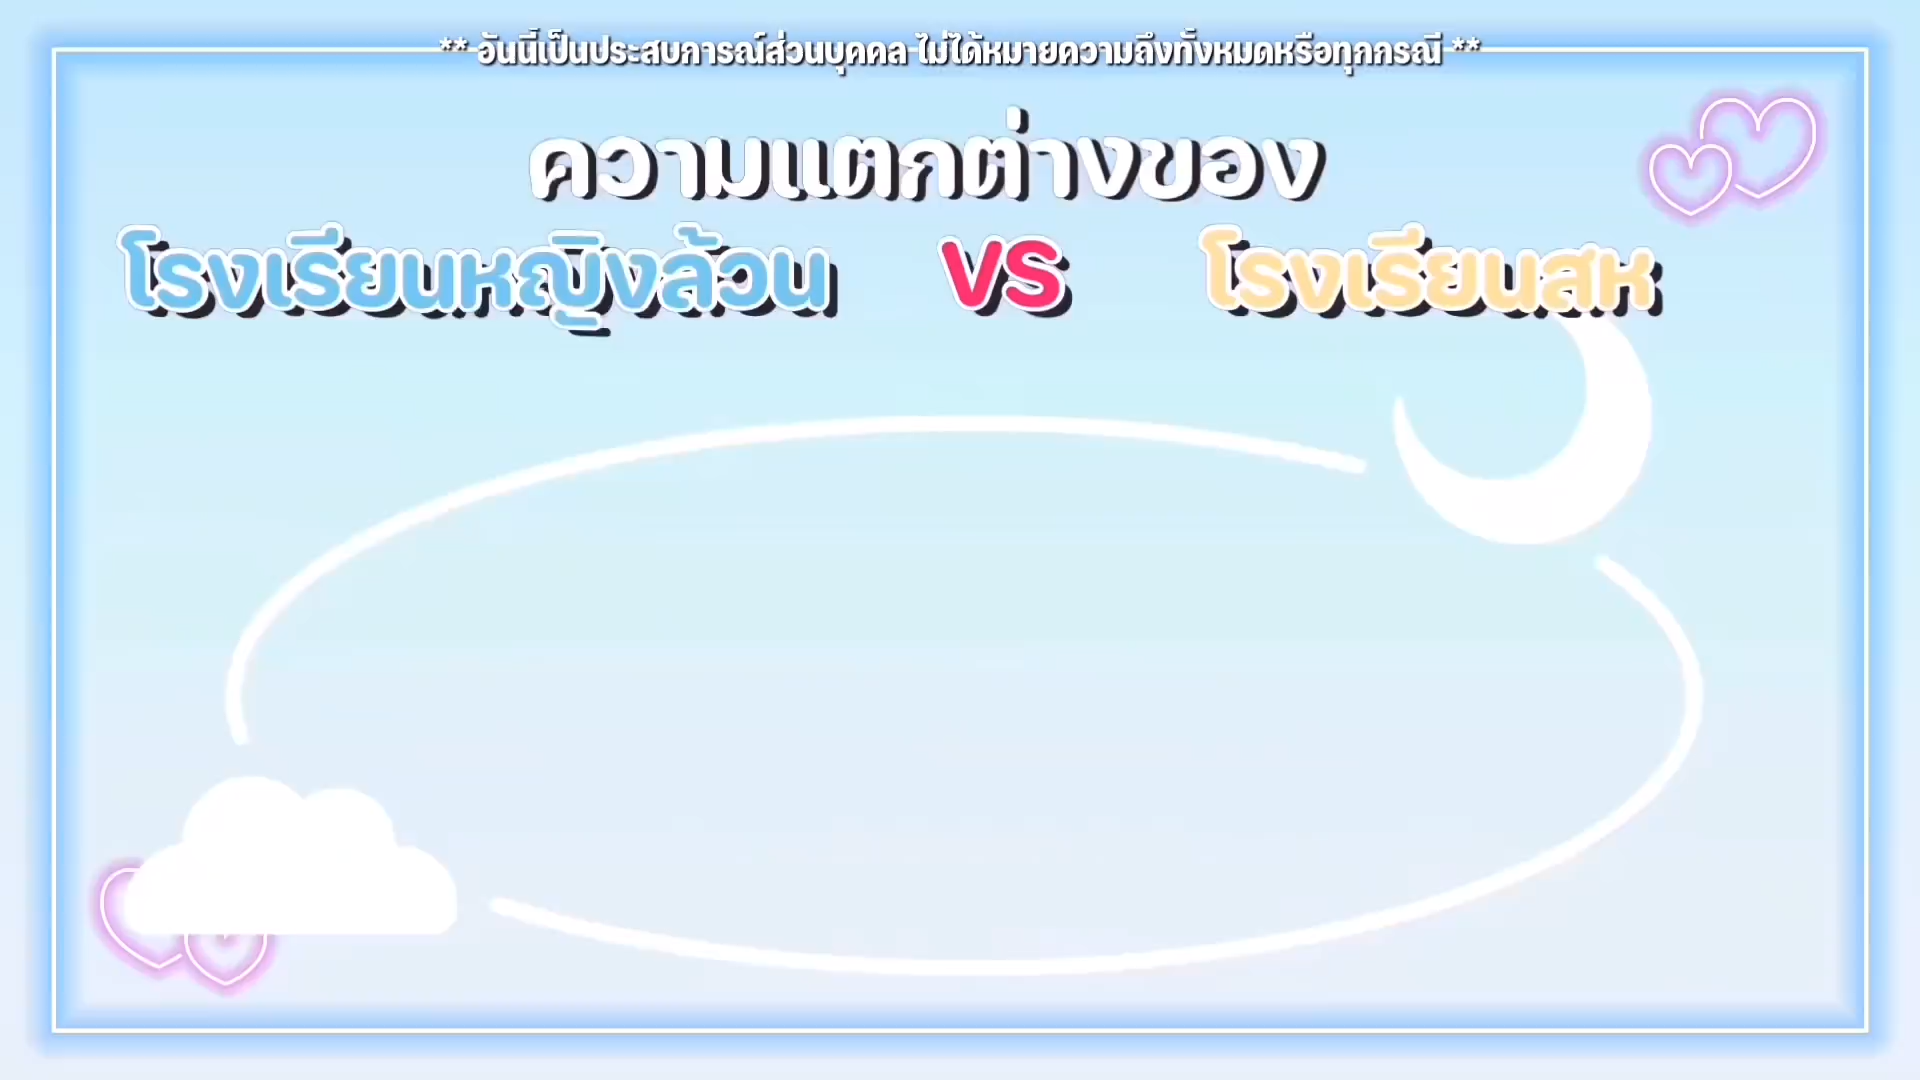 ** อันนี้เป็นประสบการณ์ส่วนบุคคล ไม่ได้หมายความถึงทั้งหมดหรือทุกกรณี **
ความแตกต่างของ
โรงเรียนหญิงล้วน VS โรงเรียนสห